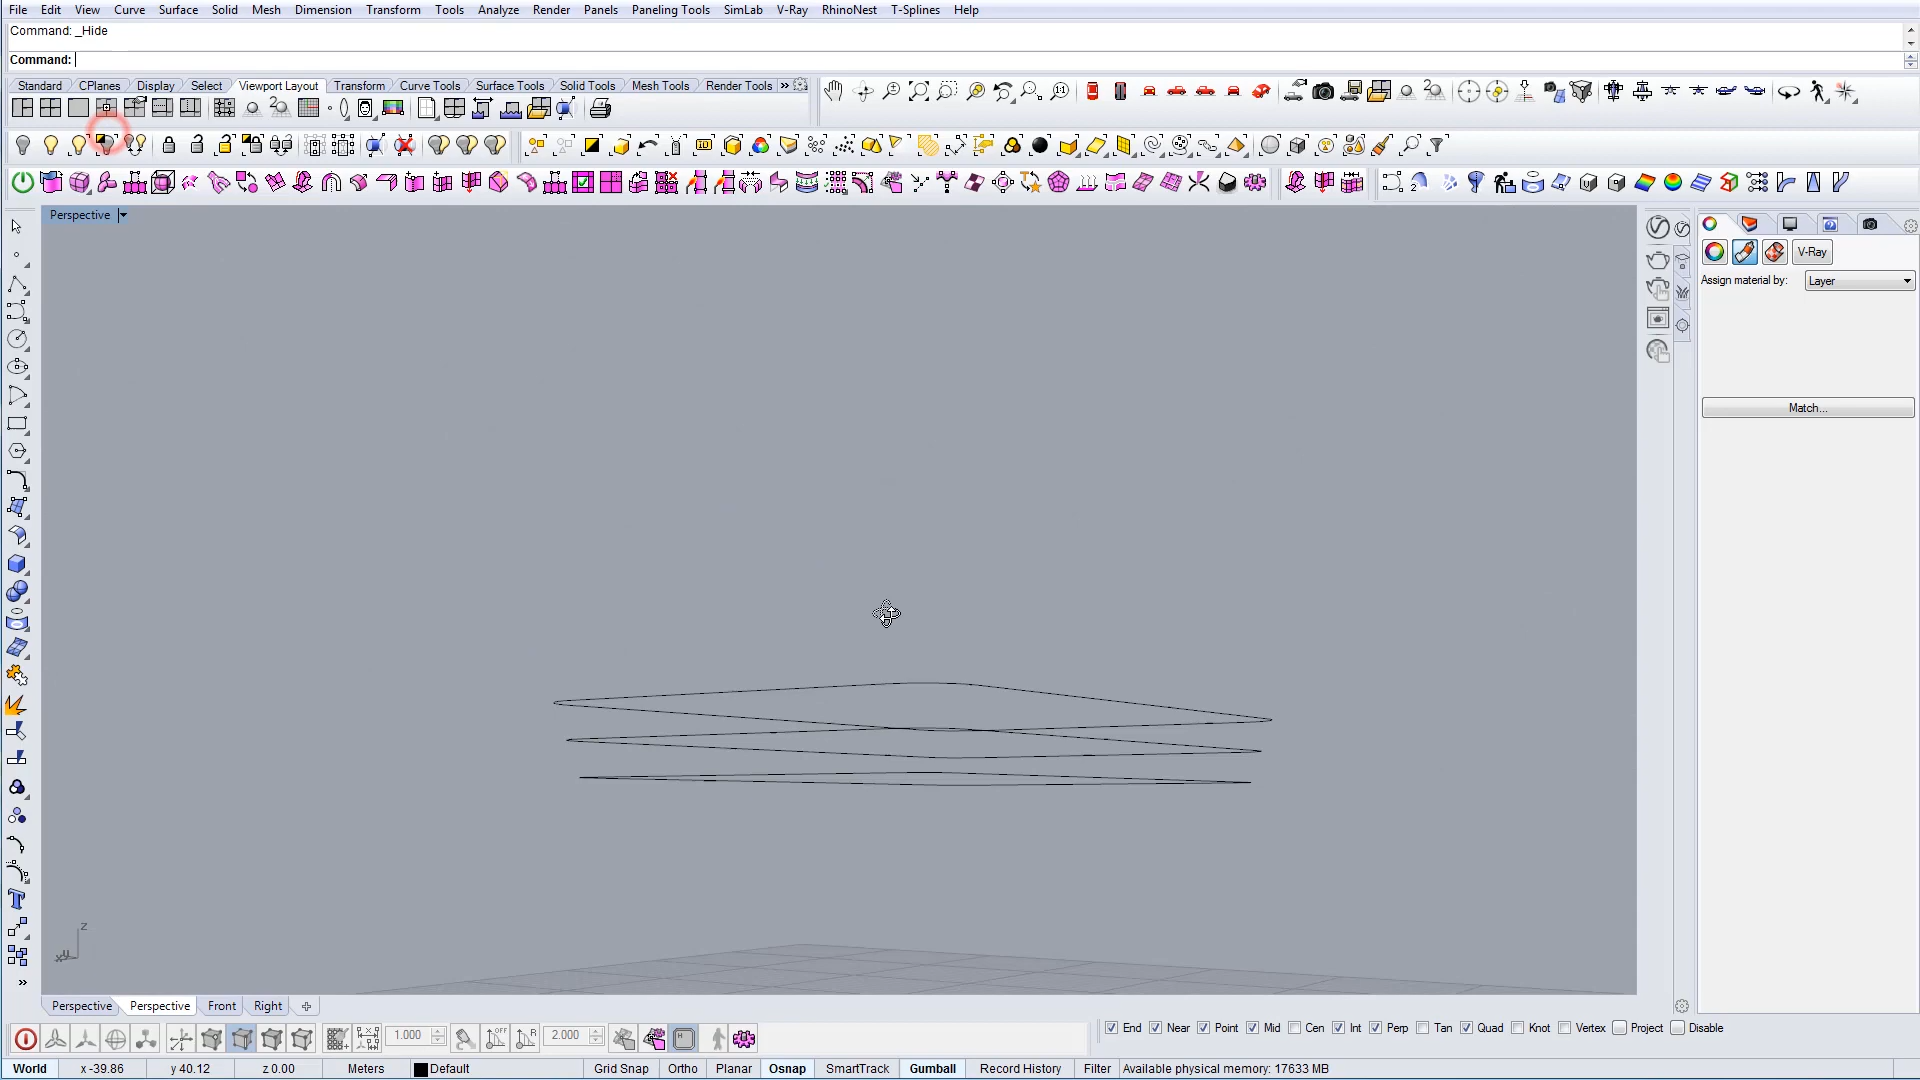 File Edit View Curve Surface Solid Mesh Dimension Transform Tools Analyze Render Panels Paneling Tools SimLab V-Ray RhinoNest T-Splines Help
Command: _Hide
Command:
Standard CPlanes Display Select Viewport Layout Transform Curve Tools Surface Tools Solid Tools Mesh Tools Render Tools »
Perspective
V-Ray
Assign material by: Layer
Match...
z
Perspective Perspective Front Right
1.000 2.000
End Near Point Mid Cen Int Perp Tan Quad Knot Vertex Project Disable
World x -39.86 y 40.12 z 0.00 Meters Default Grid Snap Ortho Planar Osnap SmartTrack Gumball Record History Filter Available physical memory: 17633 MB